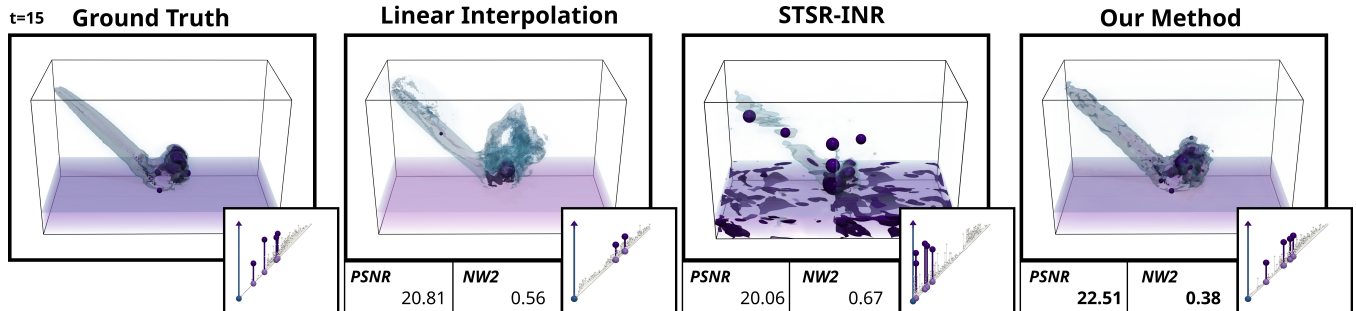 t=15
Ground Truth
Linear Interpolation
STSR-INR
Our Method
PSNR
20.81
NW2
0.56
PSNR
20.06
NW2
0.67
PSNR
22.51
NW2
0.38